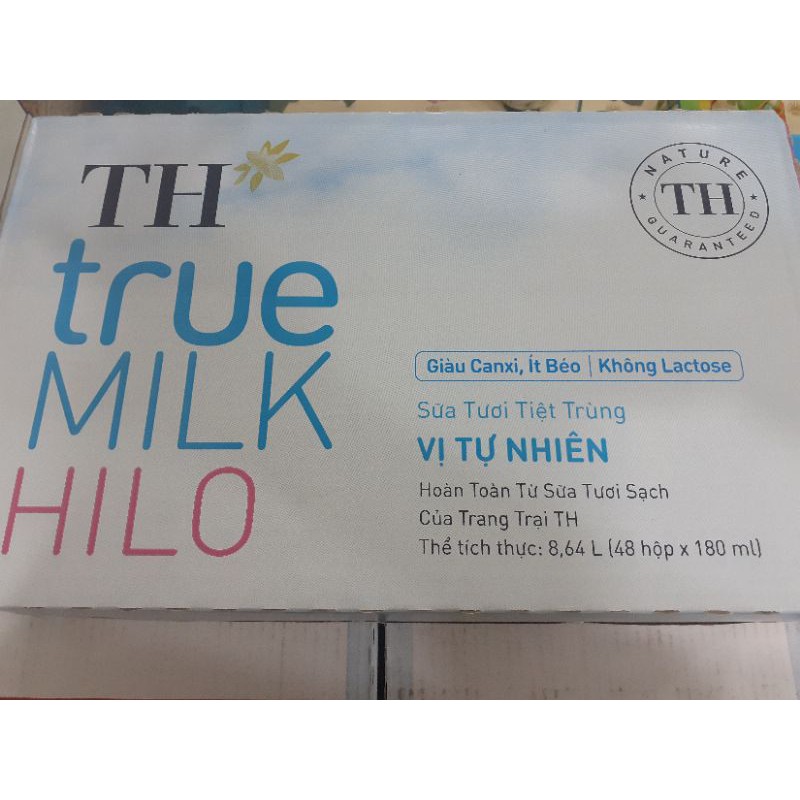 TH
true
MILK
HILO
NATURE
TH
GUARANTEED
Giàu Canxi, Ít Béo | Không Lactose
Sữa Tươi Tiệt Trùng
VỊ TỰ NHIÊN
Hoàn Toàn Từ Sữa Tươi Sạch
Của Trang Trại TH
Thể tích thực: 8,64 L (48 hộp x 180 ml)